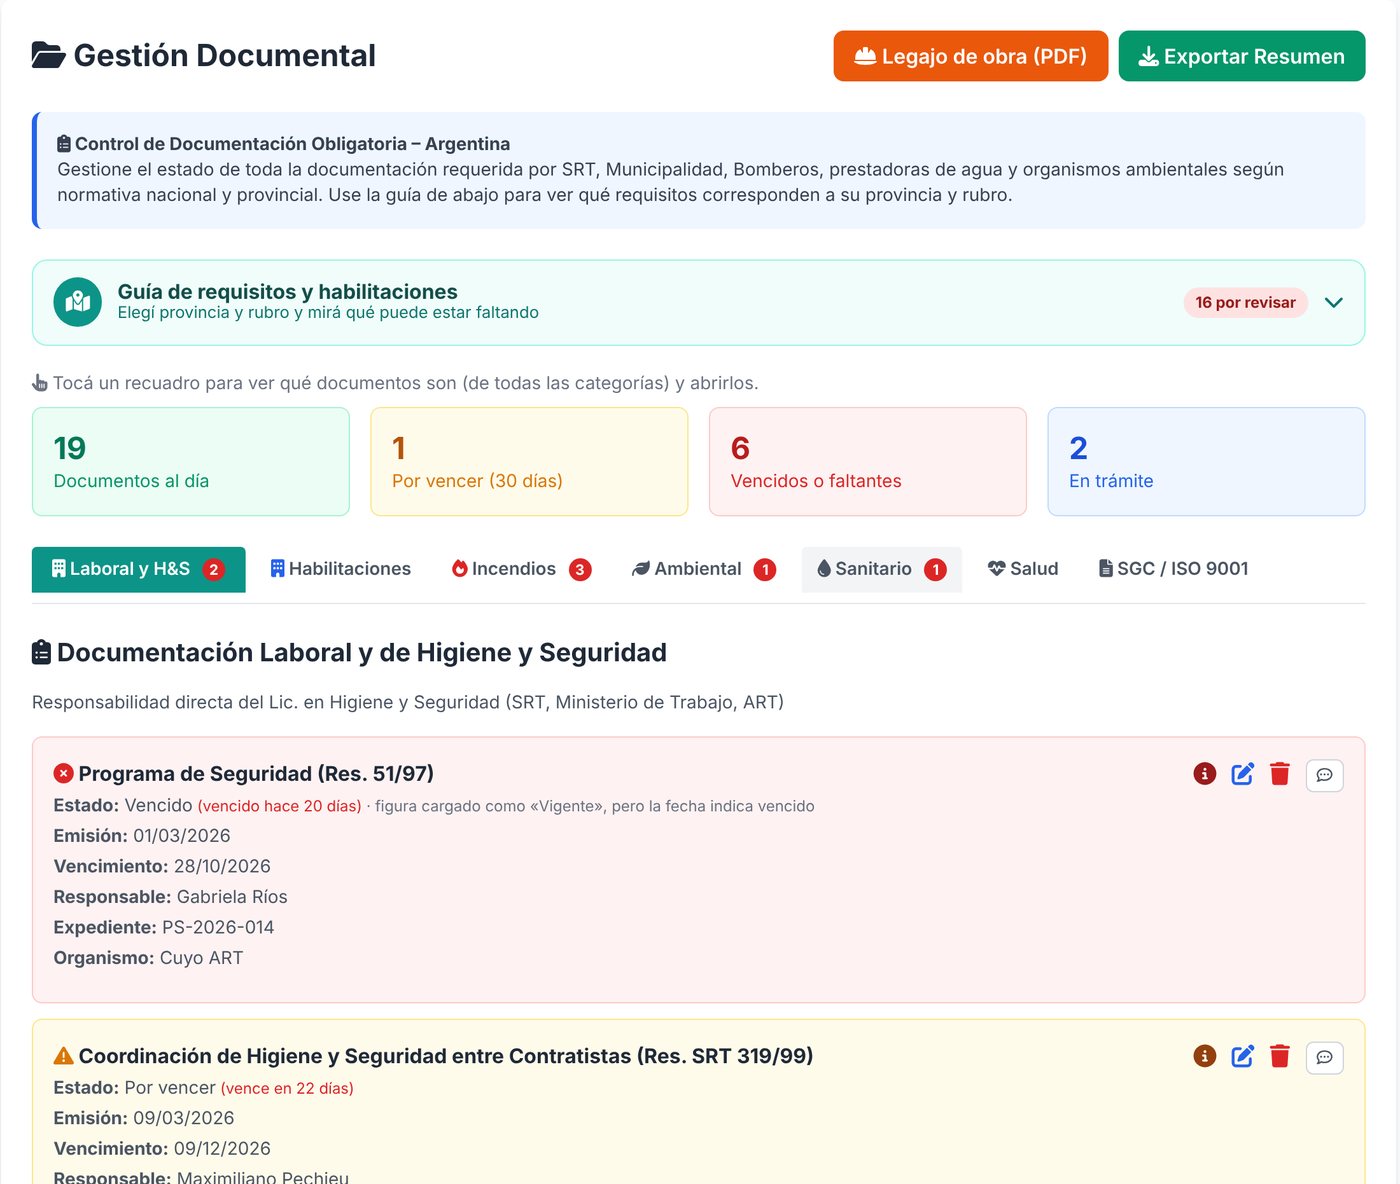 Gestión Documental
Legajo de obra (PDF)
Exportar Resumen
Control de Documentación Obligatoria – Argentina
Gestione el estado de toda la documentación requerida por SRT, Municipalidad, Bomberos, prestadoras de agua y organismos ambientales según
normativa nacional y provincial. Use la guía de abajo para ver qué requisitos corresponden a su provincia y rubro.
Guía de requisitos y habilitaciones
Elegí provincia y rubro y mirá qué puede estar faltando
16 por revisar
Tocá un recuadro para ver qué documentos son (de todas las categorías) y abrirlos.
19
Documentos al día
1
Por vencer (30 días)
6
Vencidos o faltantes
2
En trámite
Laboral y H&S 2
Habilitaciones
Incendios 3
Ambiental 1
Sanitario 1
Salud
SGC / ISO 9001
Documentación Laboral y de Higiene y Seguridad
Responsabilidad directa del Lic. en Higiene y Seguridad (SRT, Ministerio de Trabajo, ART)
Programa de Seguridad (Res. 51/97)
Estado: Vencido (vencido hace 20 días) · figura cargado como «Vigente», pero la fecha indica vencido
Emisión: 01/03/2026
Vencimiento: 28/10/2026
Responsable: Gabriela Ríos
Expediente: PS-2026-014
Organismo: Cuyo ART
Coordinación de Higiene y Seguridad entre Contratistas (Res. SRT 319/99)
Estado: Por vencer (vence en 22 días)
Emisión: 09/03/2026
Vencimiento: 09/12/2026
Responsable: Maximiliano Pechieu